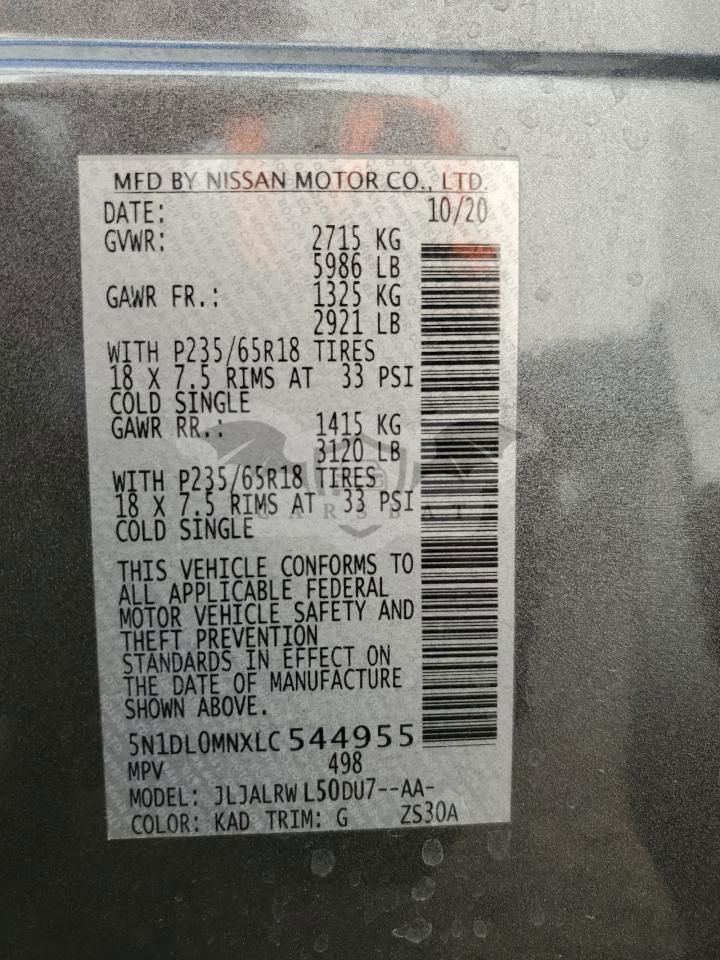 MFD BY NISSAN MOTOR CO., LTD.
DATE: 10/20
GVWR: 2715 KG
5986 LB
GAWR FR.: 1325 KG
2921 LB
WITH P235/65R18 TIRES
18 X 7.5 RIMS AT 33 PSI
COLD SINGLE
GAWR RR.: 1415 KG
3120 LB
WITH P235/65R18 TIRES
18 X 7.5 RIMS AT 33 PSI
CARSBAT
COLD SINGLE
THIS VEHICLE CONFORMS TO
ALL APPLICABLE FEDERAL
MOTOR VEHICLE SAFETY AND
THEFT PREVENTION
STANDARDS IN EFFECT ON
THE DATE OF MANUFACTURE
SHOWN ABOVE.
5N1DL0MNXLC544955
MPV 498
MODEL: JLJALRWL50DU7--AA-
COLOR: KAD TRIM: G ZS30A